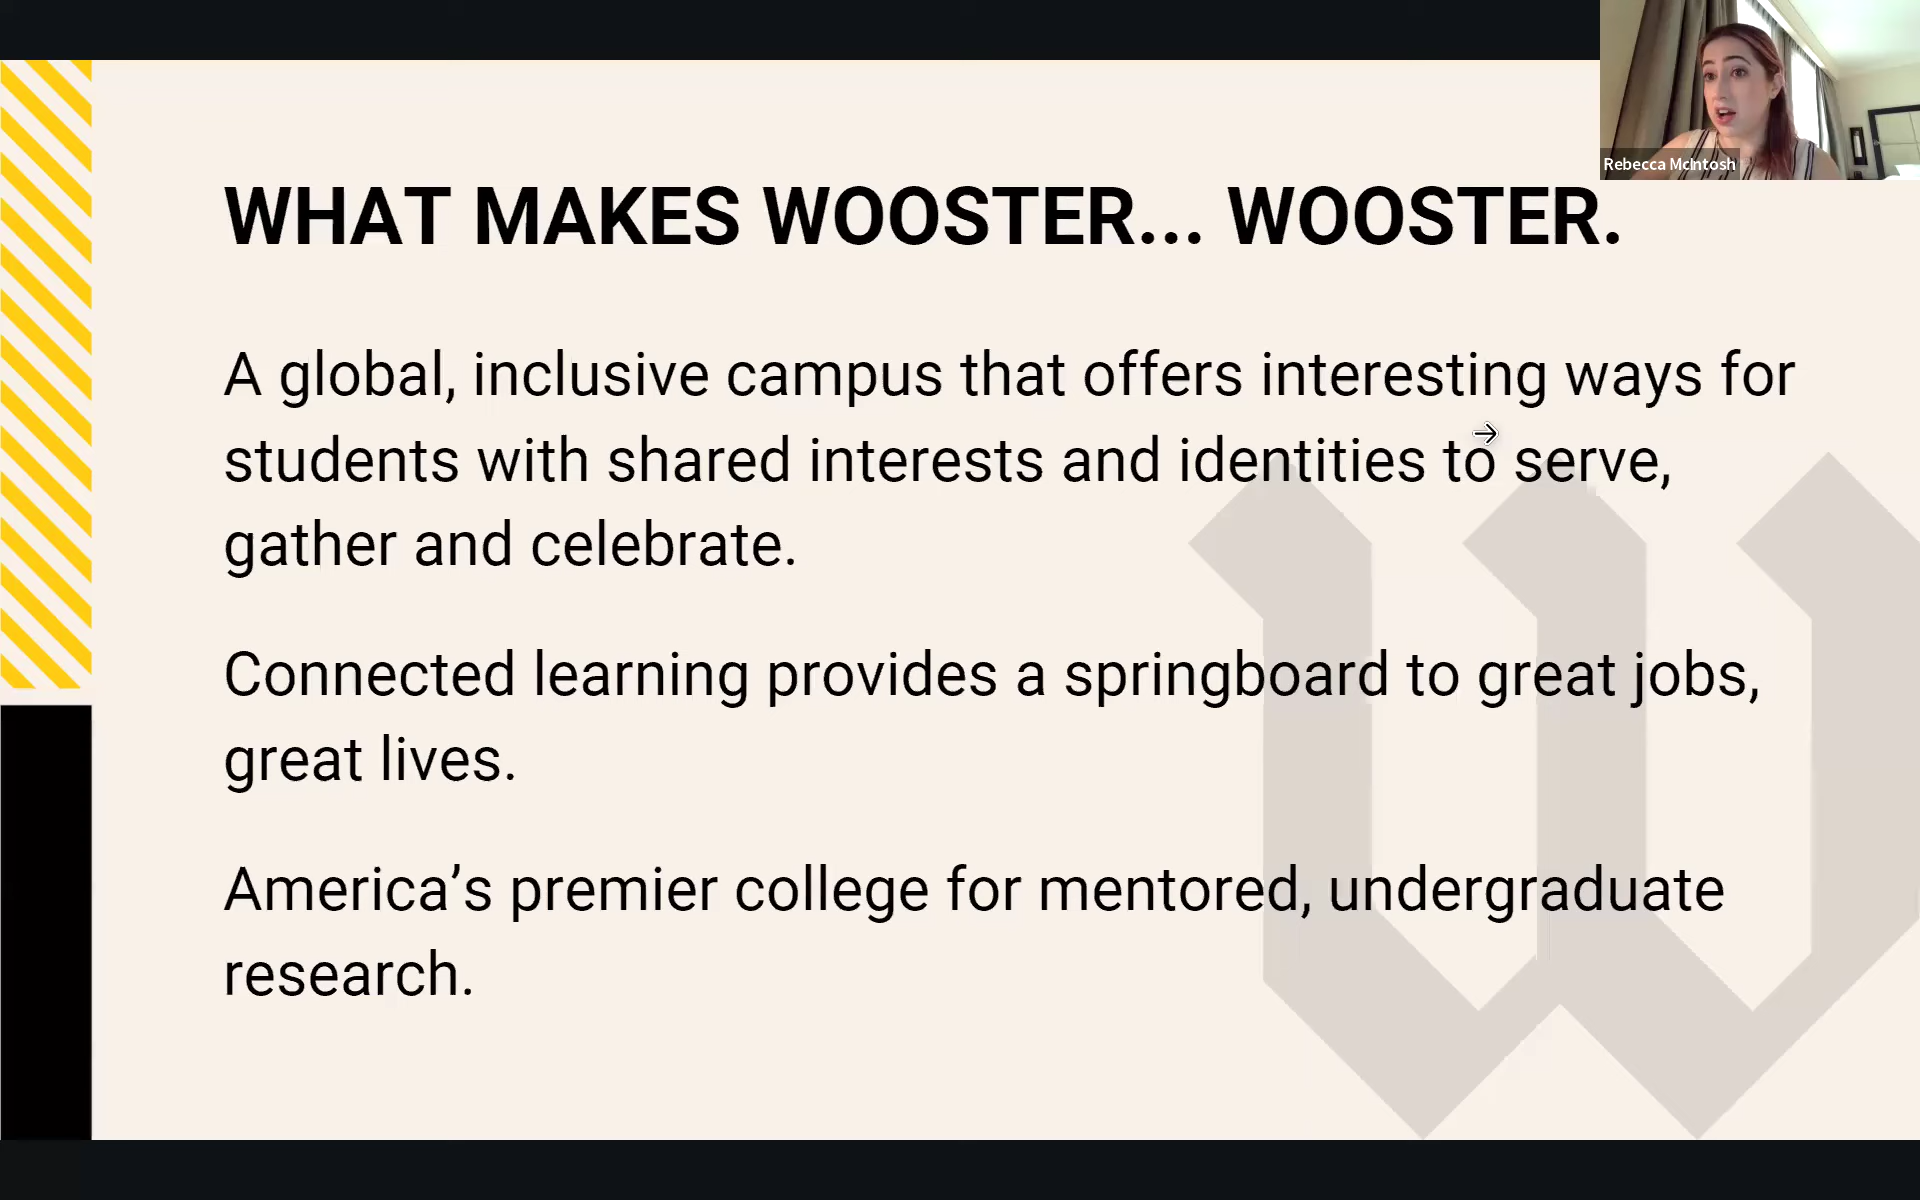 Rebecca McIntosh
WHAT MAKES WOOSTER... WOOSTER.
A global, inclusive campus that offers interesting ways for
students with shared interests and identities to serve,
gather and celebrate.
Connected learning provides a springboard to great jobs,
great lives.
America’s premier college for mentored, undergraduate
research.
W